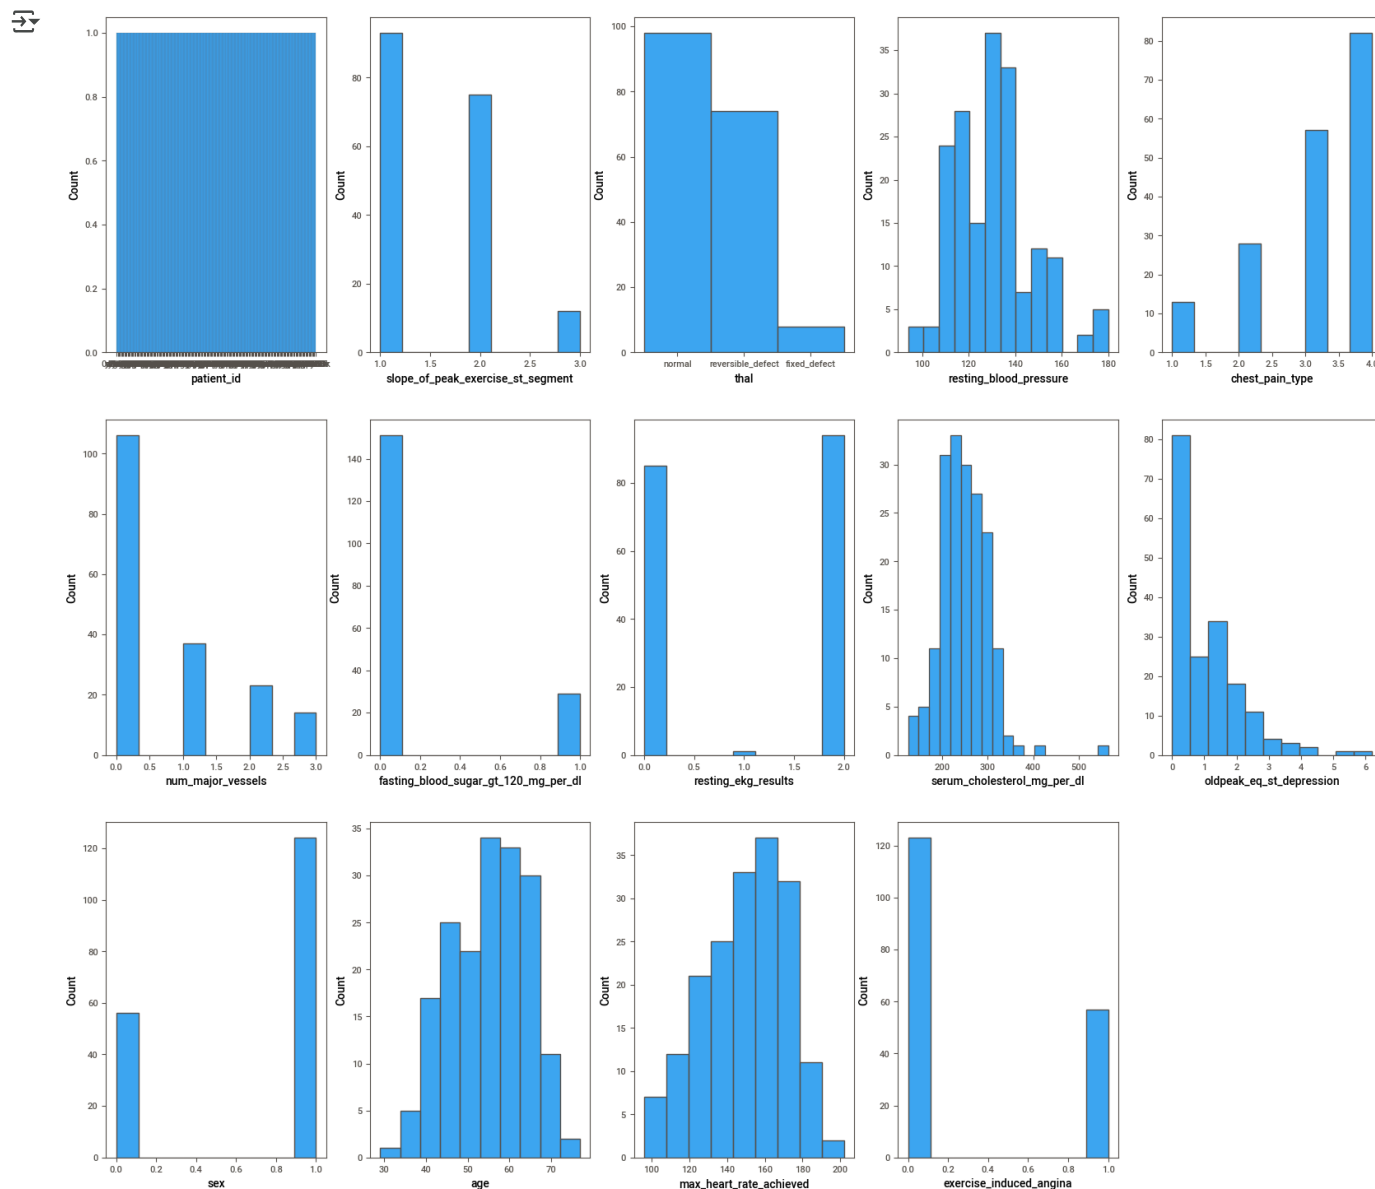 1.0
0.8
0.6
0.4
0.2
0.0
Count
patient_id
80
60
40
20
0
Count
1.0 1.5 2.0 2.5 3.0
slope_of_peak_exercise_st_segment
100
80
60
40
20
0
Count
normal reversible_defect fixed_defect
thal
35
30
25
20
15
10
5
0
Count
100 120 140 160 180
resting_blood_pressure
80
70
60
50
40
30
20
10
0
Count
1.0 1.5 2.0 2.5 3.0 3.5 4.0
chest_pain_type
100
80
60
40
20
0
Count
0.0 0.5 1.0 1.5 2.0 2.5 3.0
num_major_vessels
140
120
100
80
60
40
20
0
Count
0.0 0.2 0.4 0.6 0.8 1.0
fasting_blood_sugar_gt_120_mg_per_dl
80
60
40
20
0
Count
0.0 0.5 1.0 1.5 2.0
resting_ekg_results
30
25
20
15
10
5
0
Count
200 300 400 500
serum_cholesterol_mg_per_dl
80
70
60
50
40
30
20
10
0
Count
0 1 2 3 4 5 6
oldpeak_eq_st_depression
120
100
80
60
40
20
0
Count
0.0 0.2 0.4 0.6 0.8 1.0
sex
35
30
25
20
15
10
5
0
Count
30 40 50 60 70
age
35
30
25
20
15
10
5
0
Count
100 120 140 160 180 200
max_heart_rate_achieved
120
100
80
60
40
20
0
Count
0.0 0.2 0.4 0.6 0.8 1.0
exercise_induced_angina